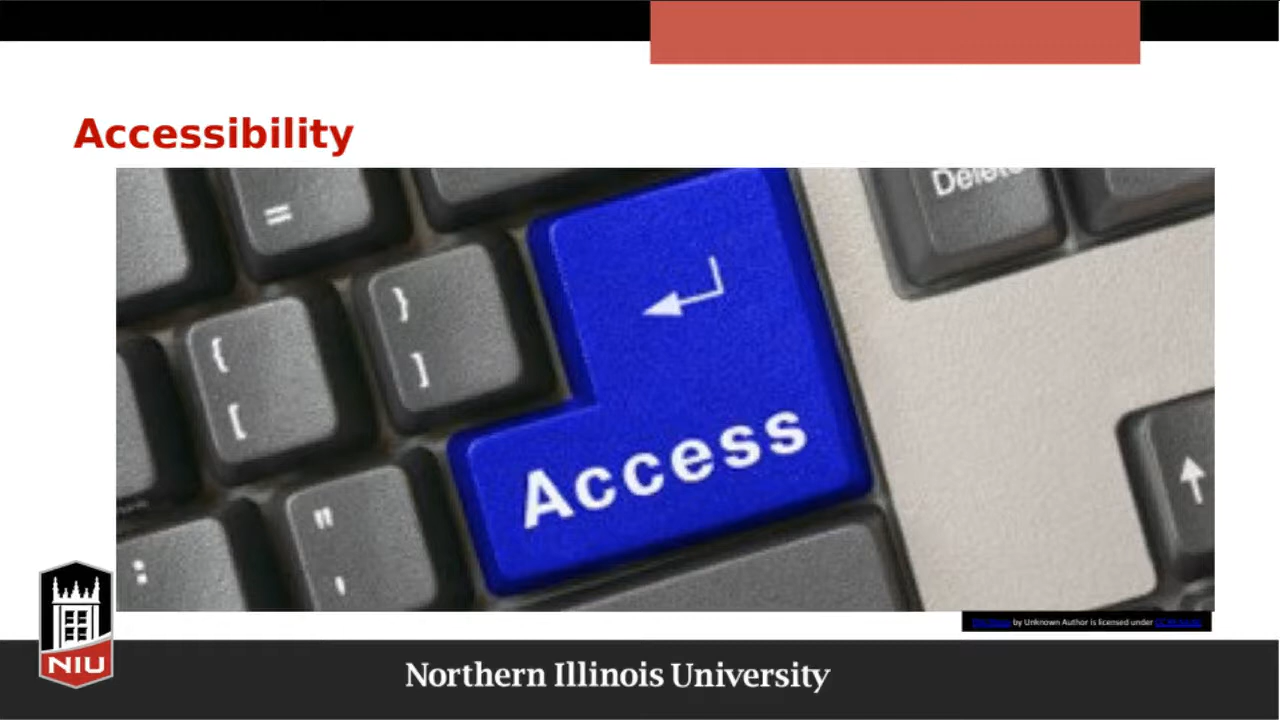 Accessibility
Delete
=
}
]
{
[
Access
"
'
:
by Unknown Author is licensed under
NIU
Northern Illinois University